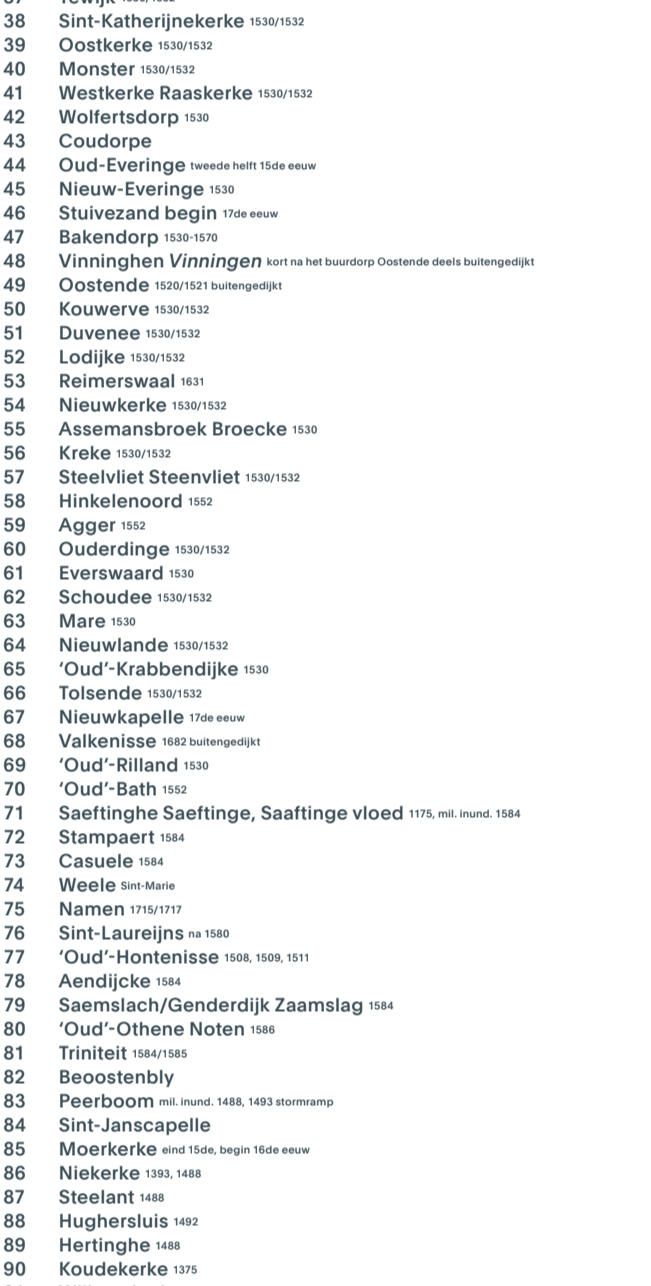 38 Sint-Katherijnekerke 1530/1532
39 Oostkerke 1530/1532
40 Monster 1530/1532
41 Westkerke Raaskerke 1530/1532
42 Wolfertsdorp 1530
43 Coudorpe
44 Oud-Everinge tweede helft 15de eeuw
45 Nieuw-Everinge 1530
46 Stuivezand begin 17de eeuw
47 Bakendorp 1530-1570
48 Vinninghen Vinningen kort na het buurdorp Oostende deels buitengedijkt
49 Oostende 1520/1521 buitengedijkt
50 Kouwerve 1530/1532
51 Duvenee 1530/1532
52 Lodijke 1530/1532
53 Reimerswaal 1631
54 Nieuwkerke 1530/1532
55 Assemansbroek Broecke 1530
56 Kreke 1530/1532
57 Steelvliet Steenvliet 1530/1532
58 Hinkelenoord 1552
59 Agger 1552
60 Ouderdinge 1530/1532
61 Everswaard 1530
62 Schoudee 1530/1532
63 Mare 1530
64 Nieuwlande 1530/1532
65 ‘Oud’-Krabbendijke 1530
66 Tolsende 1530/1532
67 Nieuwkapelle 17de eeuw
68 Valkenisse 1682 buitengedijkt
69 ‘Oud’-Rilland 1530
70 ‘Oud’-Bath 1552
71 Saeftinghe Saeftinge, Saaftinge vloed 1175, mil. inund. 1584
72 Stampaert 1584
73 Casuele 1584
74 Weele Sint-Marie
75 Namen 1715/1717
76 Sint-Laureijns na 1580
77 ‘Oud’-Hontenisse 1508, 1509, 1511
78 Aendijcke 1584
79 Saemslach/Genderdijk Zaamslag 1584
80 ‘Oud’-Othene Noten 1586
81 Triniteit 1584/1585
82 Beoostenbly
83 Peerboom mil. inund. 1488, 1493 stormramp
84 Sint-Janscapelle
85 Moerkerke eind 15de, begin 16de eeuw
86 Niekerke 1393, 1488
87 Steelant 1488
88 Hughersluis 1492
89 Hertinghe 1488
90 Koudekerke 1375